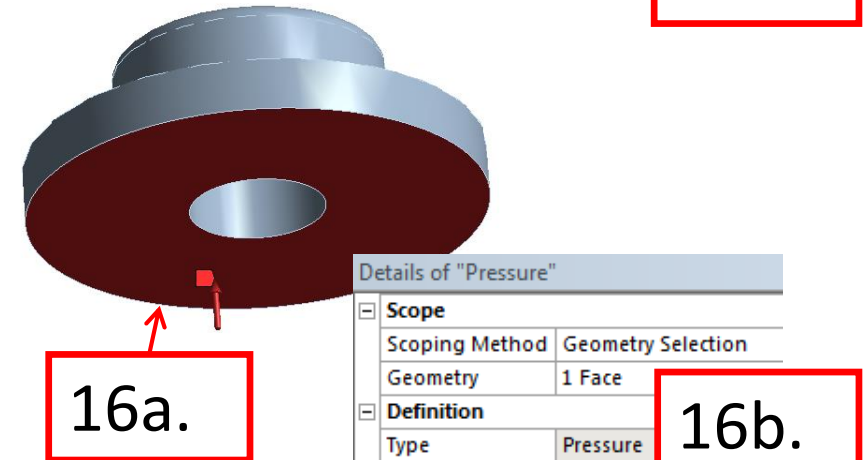 Details of "Pressure"
Scope
Scoping Method Geometry Selection
Geometry 1 Face
Definition
Type Pressure
16a.
16b.